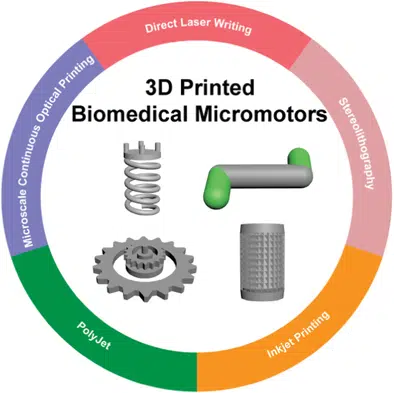 Direct Laser Writing
3D Printed
Biomedical Micromotors
Stereolithography
Microscale Continuous Optical Printing
PolyJet
Inkjet Printing